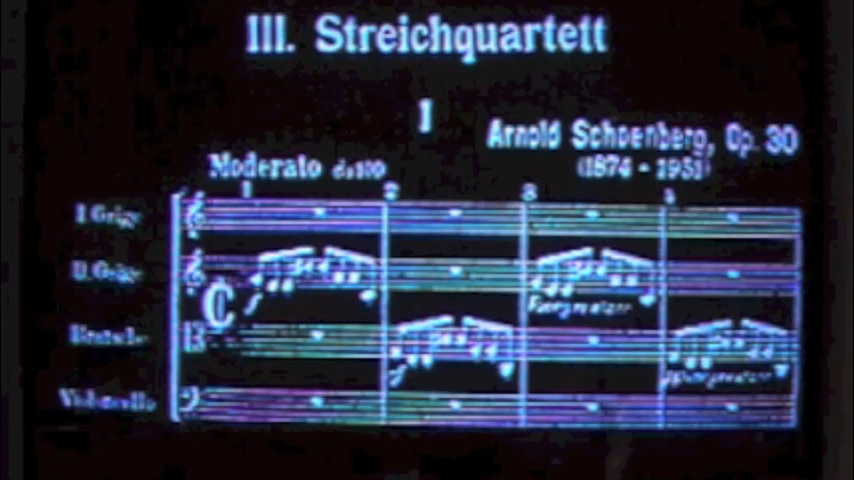 III. Streichquartett
I
Arnold Schoenberg, Op. 30
(1874 - 1951)
Moderato
1 2 3 4
I Geige
II. Geige
Bratsche
Violoncello